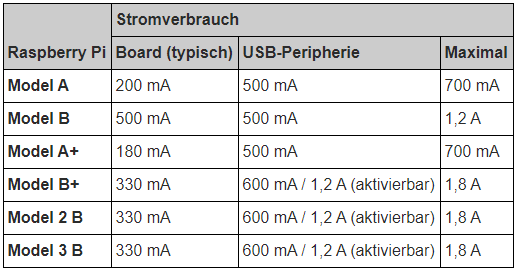 Raspberry Pi Stromverbrauch
Board (typisch) USB-Peripherie Maximal
Model A 200 mA 500 mA 700 mA
Model B 500 mA 500 mA 1,2 A
Model A+ 180 mA 500 mA 700 mA
Model B+ 330 mA 600 mA / 1,2 A (aktivierbar) 1,8 A
Model 2 B 330 mA 600 mA / 1,2 A (aktivierbar) 1,8 A
Model 3 B 330 mA 600 mA / 1,2 A (aktivierbar) 1,8 A